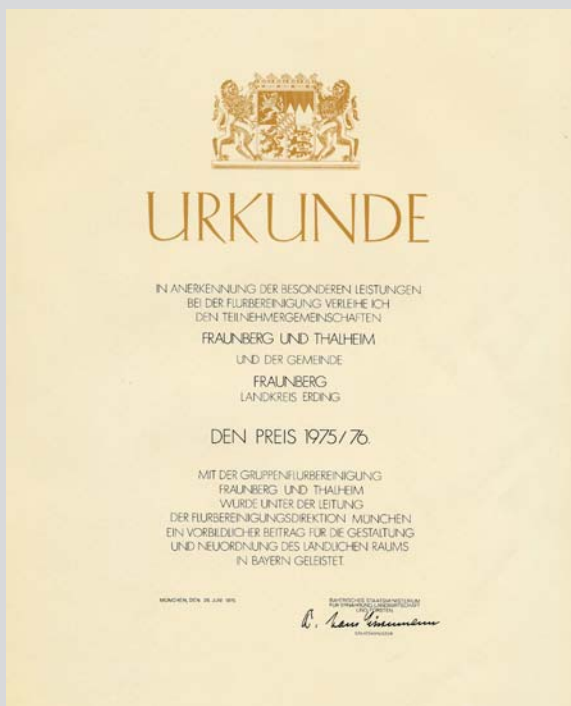 URKUNDE
IN ANERKENNUNG DER BESONDEREN LEISTUNGEN
BEI DER FLURBEREINIGUNG VERLEIHE ICH
DEN TEILNEHMERGEMEINSCHAFTEN
FRAUNBERG UND THALHEIM
UND DER GEMEINDE
FRAUNBERG
LANDKREIS ERDING
DEN PREIS 1975/76.
MIT DER GRUPPENFLURBEREINIGUNG
FRAUNBERG UND THALHEIM
WURDE UNTER DER LEITUNG
DER FLURBEREINIGUNGSDIREKTION MÜNCHEN
EIN VORBILDLICHER BEITRAG FÜR DIE GESTALTUNG
UND NEUORDNUNG DES LÄNDLICHEN RAUMS
IN BAYERN GELEISTET.
MÜNCHEN, DEN JUNI
BAYERISCHES STAATSMINISTERIUM
FÜR ERNÄHRUNG, LANDWIRTSCHAFT
UND FORSTEN
Hans Eisenmann
STAATSMINISTER